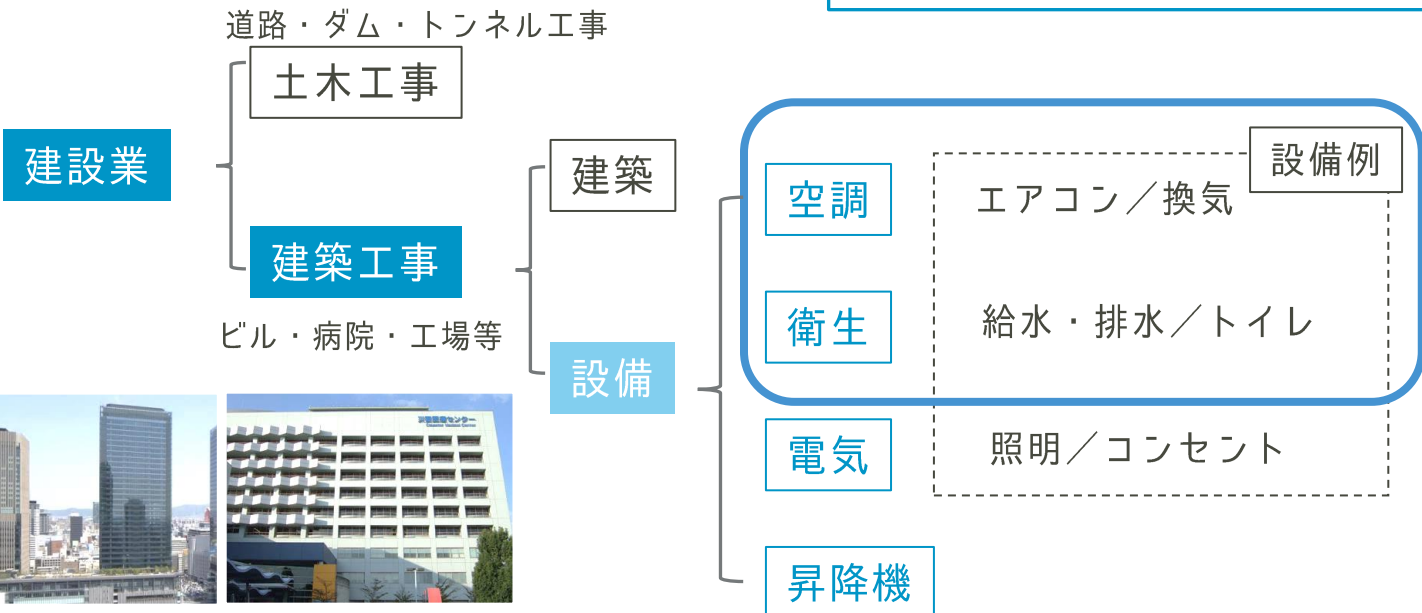 道路・ダム・トンネル工事
土木工事
建設業
建築工事
ビル・病院・工場等
建築
設備
設備例
空調
エアコン／換気
衛生
給水・排水／トイレ
電気
照明／コンセント
昇降機